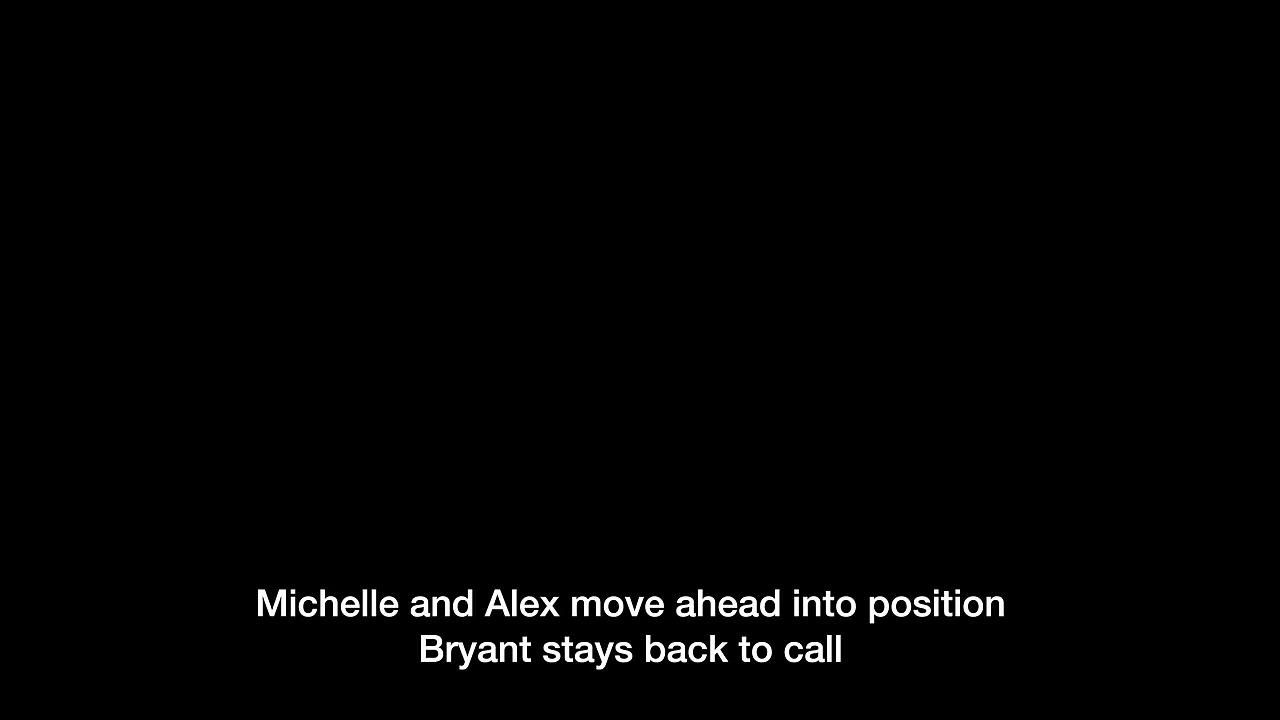 Michelle and Alex move ahead into position
Bryant stays back to call